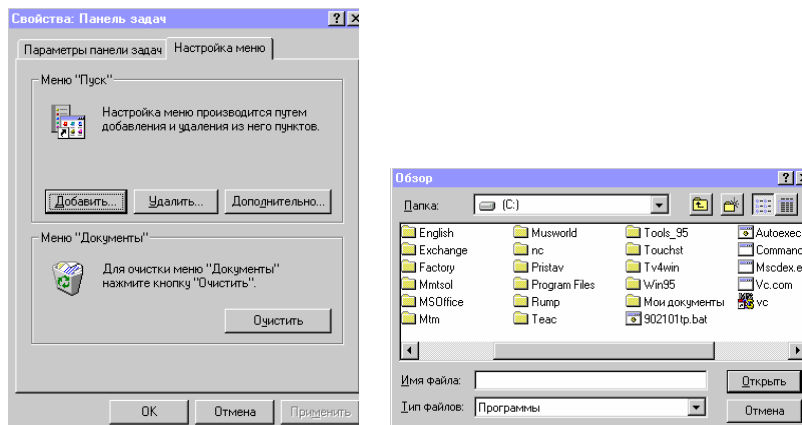 Свойства: Панель задач
Параметры панели задач
Настройка меню
Меню "Пуск"
Настройка меню производится путем
добавления и удаления из него пунктов.
Добавить...
Удалить...
Дополнительно...
Меню "Документы"
Для очистки меню "Документы"
нажмите кнопку "Очистить".
Очистить
OK
Отмена
Применить
Обзор
Папка:
(C:)
English
Exchange
Factory
Mmtsol
MSOffice
Mtm
Musworld
nc
Pristav
Program Files
Rump
Teac
Tools_95
Touchst
Tv4win
Win95
Мои документы
902101tp.bat
Autoexec
Command
Mscdex.e
Vc.com
vc
Имя файла:
Открыть
Тип файлов:
Программы
Отмена